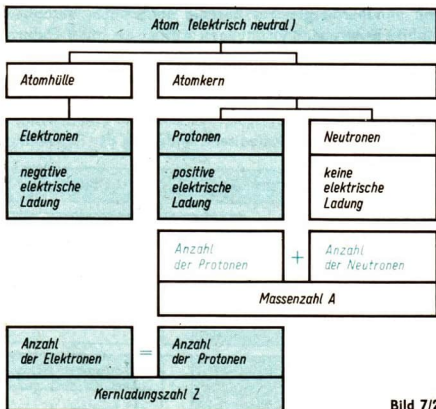 Atom (elektrisch neutral)
Atomhülle
Atomkern
Elektronen
Protonen
Neutronen
negative
elektrische
Ladung
positive
elektrische
Ladung
keine
elektrische
Ladung
Anzahl
der Protonen
+
Anzahl
der Neutronen
Massenzahl A
Anzahl
der Elektronen
=
Anzahl
der Protonen
Kernladungszahl Z
Bild 7/2